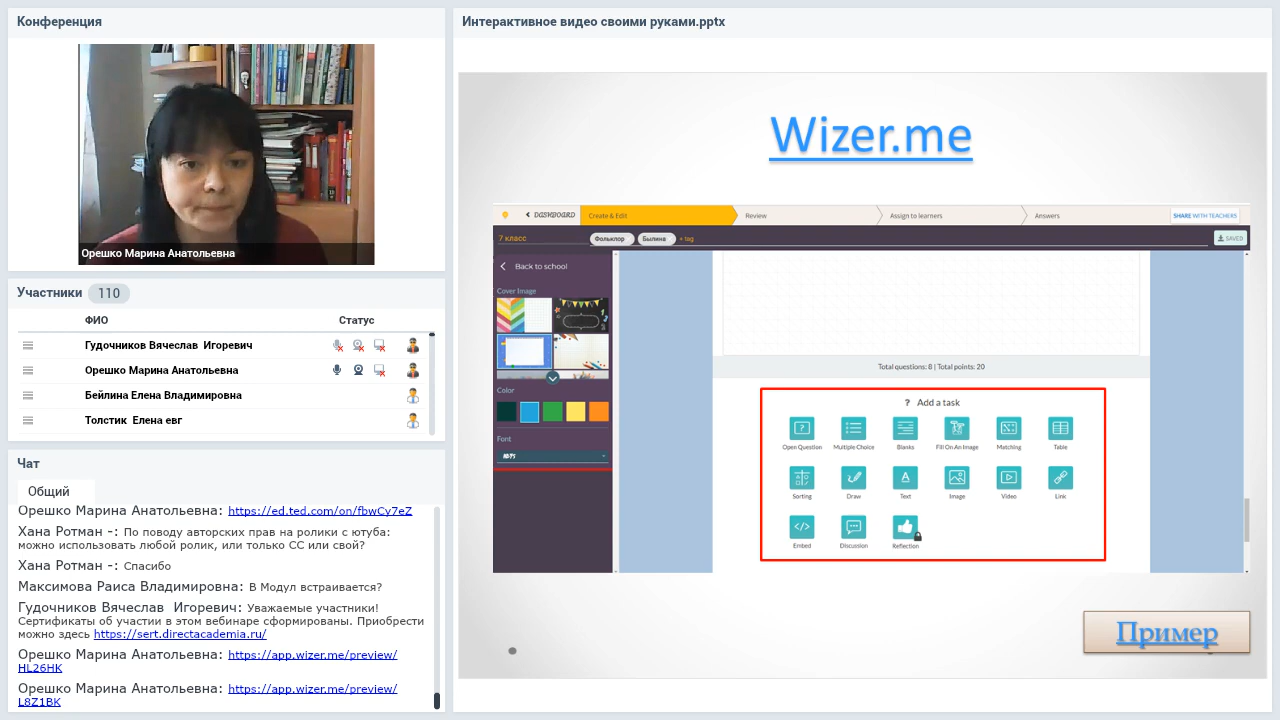 Конференция
Орешко Марина Анатольевна
Участники 110
ФИО Статус
Гудочников Вячеслав Игоревич
Орешко Марина Анатольевна
Бейлина Елена Владимировна
Толстик Елена евг
Чат
Общий
Орешко Марина Анатольевна: https://ed.ted.com/on/fbwCy7eZ
Хана Ротман -: По поводу авторских прав на ролики с ютуба:
можно использовать любой ролик, или только СС или свой?
Хана Ротман -: Спасибо
Максимова Раиса Владимировна: В Модул встраивается?
Гудочников Вячеслав Игоревич: Уважаемые участники!
Сертификаты об участии в этом вебинаре сформированы. Приобрести
можно здесь https://sert.directacademia.ru/
Орешко Марина Анатольевна: https://app.wizer.me/preview/
HL26HK
Орешко Марина Анатольевна: https://app.wizer.me/preview/
L8Z1BK
Интерактивное видео своими руками.pptx
Wizer.me
DASHBOARD Create & Edit Review Assign to learners Answers SHARE WITH TEACHERS
7 класс Фольклор Былина + tag SAVED
Back to school
Cover Image
Color
Font
Total questions: 8 | Total points: 20
? Add a task
Open Question Multiple Choice Blanks Fill On An Image Matching Table
Sorting Draw Text Image Video Link
Embed Discussion Reflection
Пример